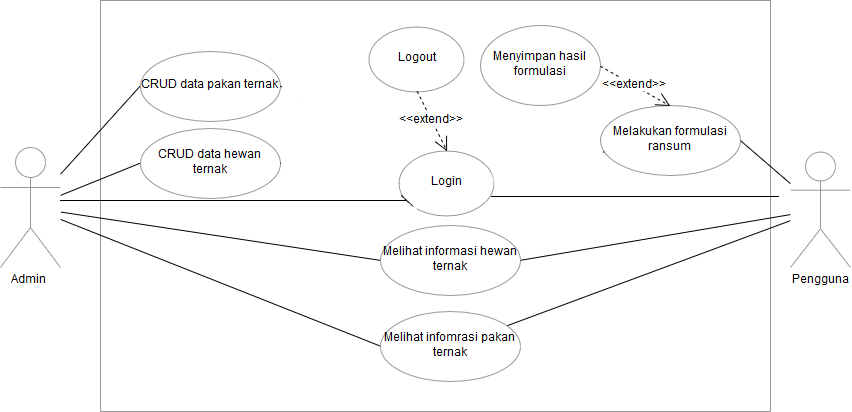 CRUD data pakan ternak
Logout
Menyimpan hasil
formulasi
<<extend>>
<<extend>>
Melakukan formulasi
ransum
CRUD data hewan
ternak
Login
Melihat informasi hewan
ternak
Admin
Pengguna
Melihat infomrasi pakan
ternak